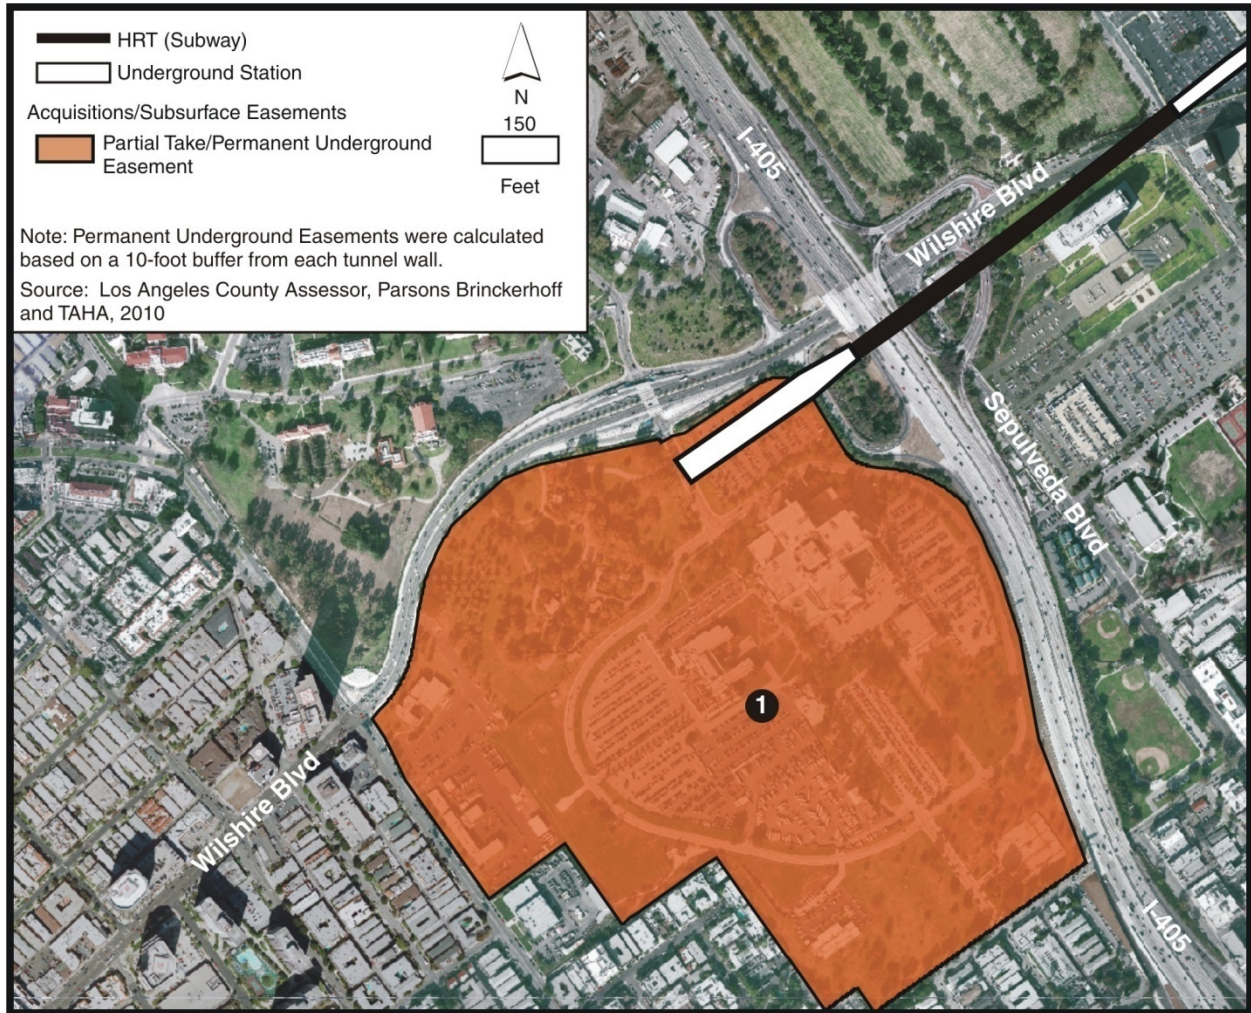 HRT (Subway)
Underground Station
Acquisitions/Subsurface Easements
Partial Take/Permanent Underground
Easement
N
150
Feet
Note: Permanent Underground Easements were calculated
based on a 10-foot buffer from each tunnel wall.
Source: Los Angeles County Assessor, Parsons Brinckerhoff
and TAHA, 2010
I-405
Wilshire Blvd
Sepulveda Blvd
1
Wilshire Blvd
I-405